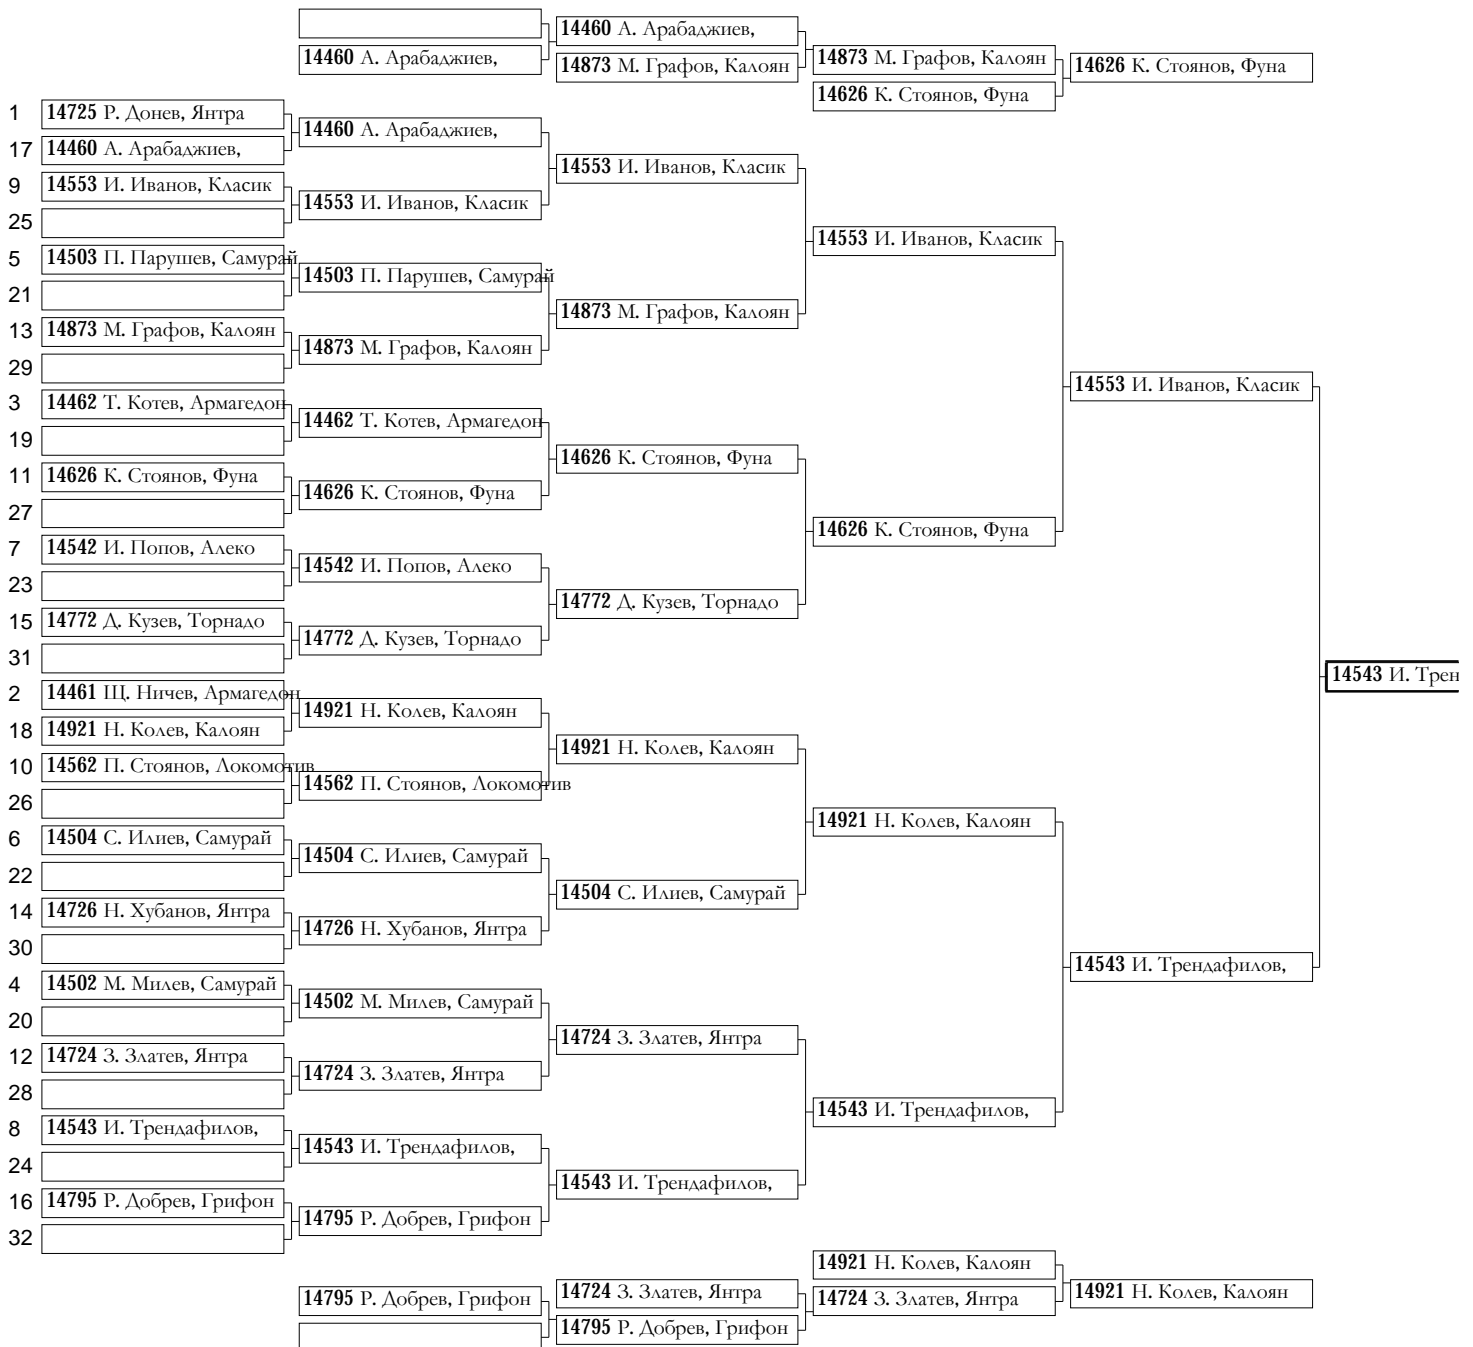 14460 А. Арабаджиев,
14460 А. Арабаджиев,
14873 М. Графов, Калоян
14873 М. Графов, Калоян
14626 К. Стоянов, Фуна
14626 К. Стоянов, Фуна
1 14725 Р. Донев, Янтра
17 14460 А. Арабаджиев,
9 14553 И. Иванов, Класик
25
5 14503 П. Парушев, Самурай
21
13 14873 М. Графов, Калоян
29
3 14462 Т. Котев, Армагедон
19
11 14626 К. Стоянов, Фуна
27
7 14542 И. Попов, Алеко
23
15 14772 Д. Кузев, Торнадо
31
2 14461 Щ. Ничев, Армагедон
18 14921 Н. Колев, Калоян
10 14562 П. Стоянов, Локомотив
26
6 14504 С. Илиев, Самурай
22
14 14726 Н. Хубанов, Янтра
30
4 14502 М. Милев, Самурай
20
12 14724 З. Златев, Янтра
28
8 14543 И. Трендафилов,
24
16 14795 Р. Добрев, Грифон
32
14460 А. Арабаджиев,
14553 И. Иванов, Класик
14503 П. Парушев, Самурай
14873 М. Графов, Калоян
14462 Т. Котев, Армагедон
14626 К. Стоянов, Фуна
14542 И. Попов, Алеко
14772 Д. Кузев, Торнадо
14921 Н. Колев, Калоян
14562 П. Стоянов, Локомотив
14504 С. Илиев, Самурай
14726 Н. Хубанов, Янтра
14502 М. Милев, Самурай
14724 З. Златев, Янтра
14543 И. Трендафилов,
14795 Р. Добрев, Грифон
14553 И. Иванов, Класик
14873 М. Графов, Калоян
14626 К. Стоянов, Фуна
14772 Д. Кузев, Торнадо
14921 Н. Колев, Калоян
14504 С. Илиев, Самурай
14724 З. Златев, Янтра
14543 И. Трендафилов,
14553 И. Иванов, Класик
14626 К. Стоянов, Фуна
14921 Н. Колев, Калоян
14543 И. Трендафилов,
14553 И. Иванов, Класик
14543 И. Трендафилов,
14543 И. Трен
14795 Р. Добрев, Грифон
14724 З. Златев, Янтра
14795 Р. Добрев, Грифон
14921 Н. Колев, Калоян
14724 З. Златев, Янтра
14921 Н. Колев, Калоян